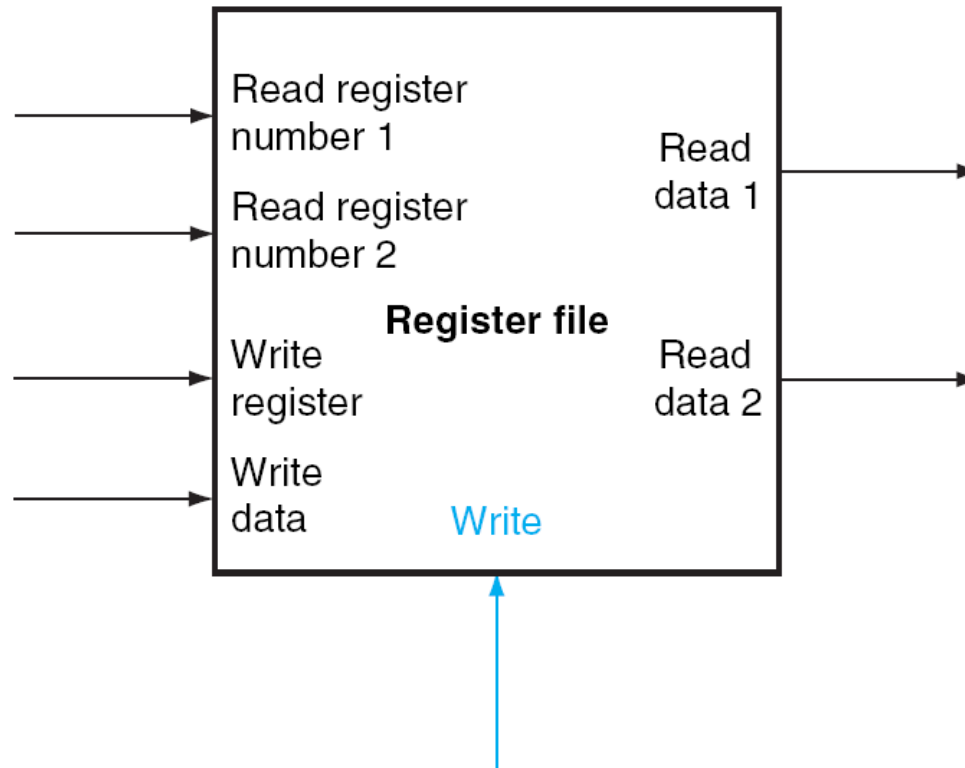 Read register
number 1
Read
data 1
Read register
number 2
Register file
Write
register
Read
data 2
Write
data
Write